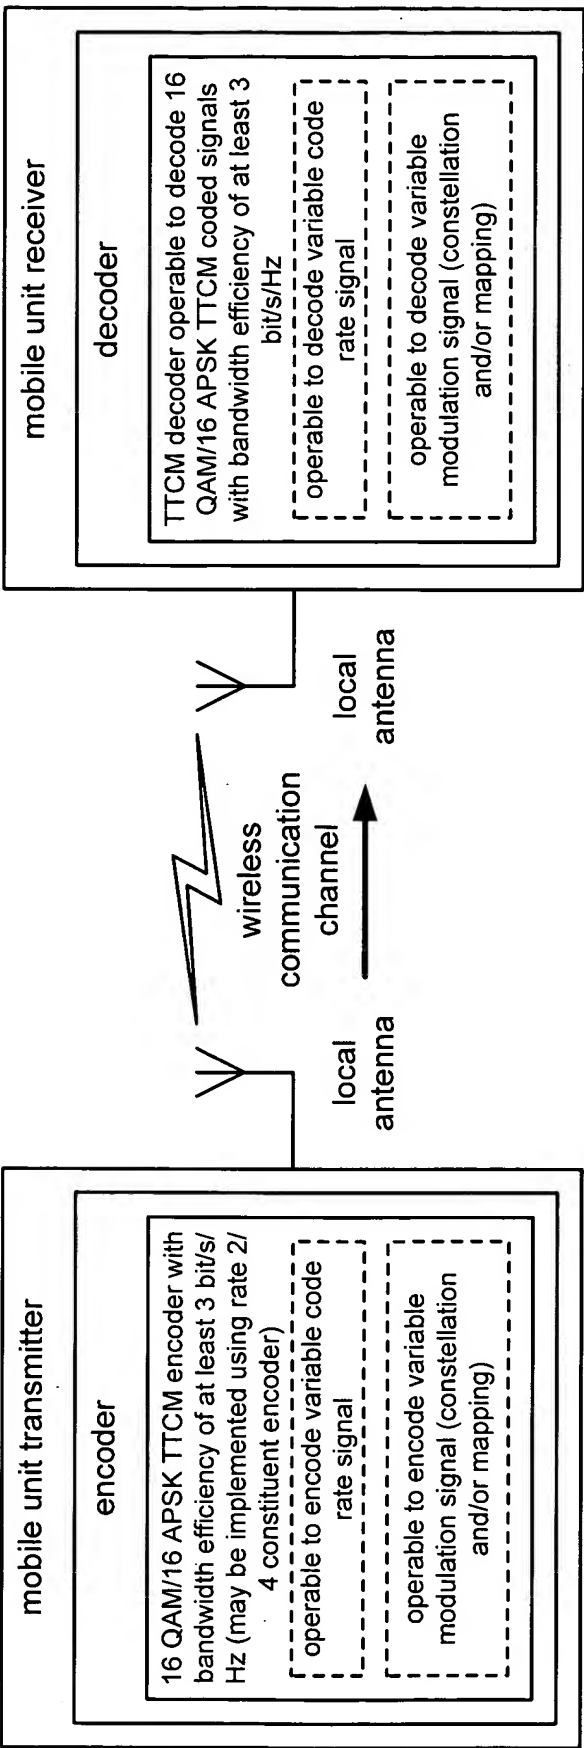 mobile unit transmitter
encoder
16 QAM/16 APSK TTCM encoder with
bandwidth efficiency of at least 3 bit/s/
Hz (may be implemented using rate 2/
4 constituent encoder)
operable to encode variable code
rate signal
operable to encode variable
modulation signal (constellation
and/or mapping)
local
antenna
wireless
communication
channel
local
antenna
mobile unit receiver
decoder
TTCM decoder operable to decode 16
QAM/16 APSK TTCM coded signals
with bandwidth efficiency of at least 3
bit/s/Hz
operable to decode variable code
rate signal
operable to decode variable
modulation signal (constellation
and/or mapping)